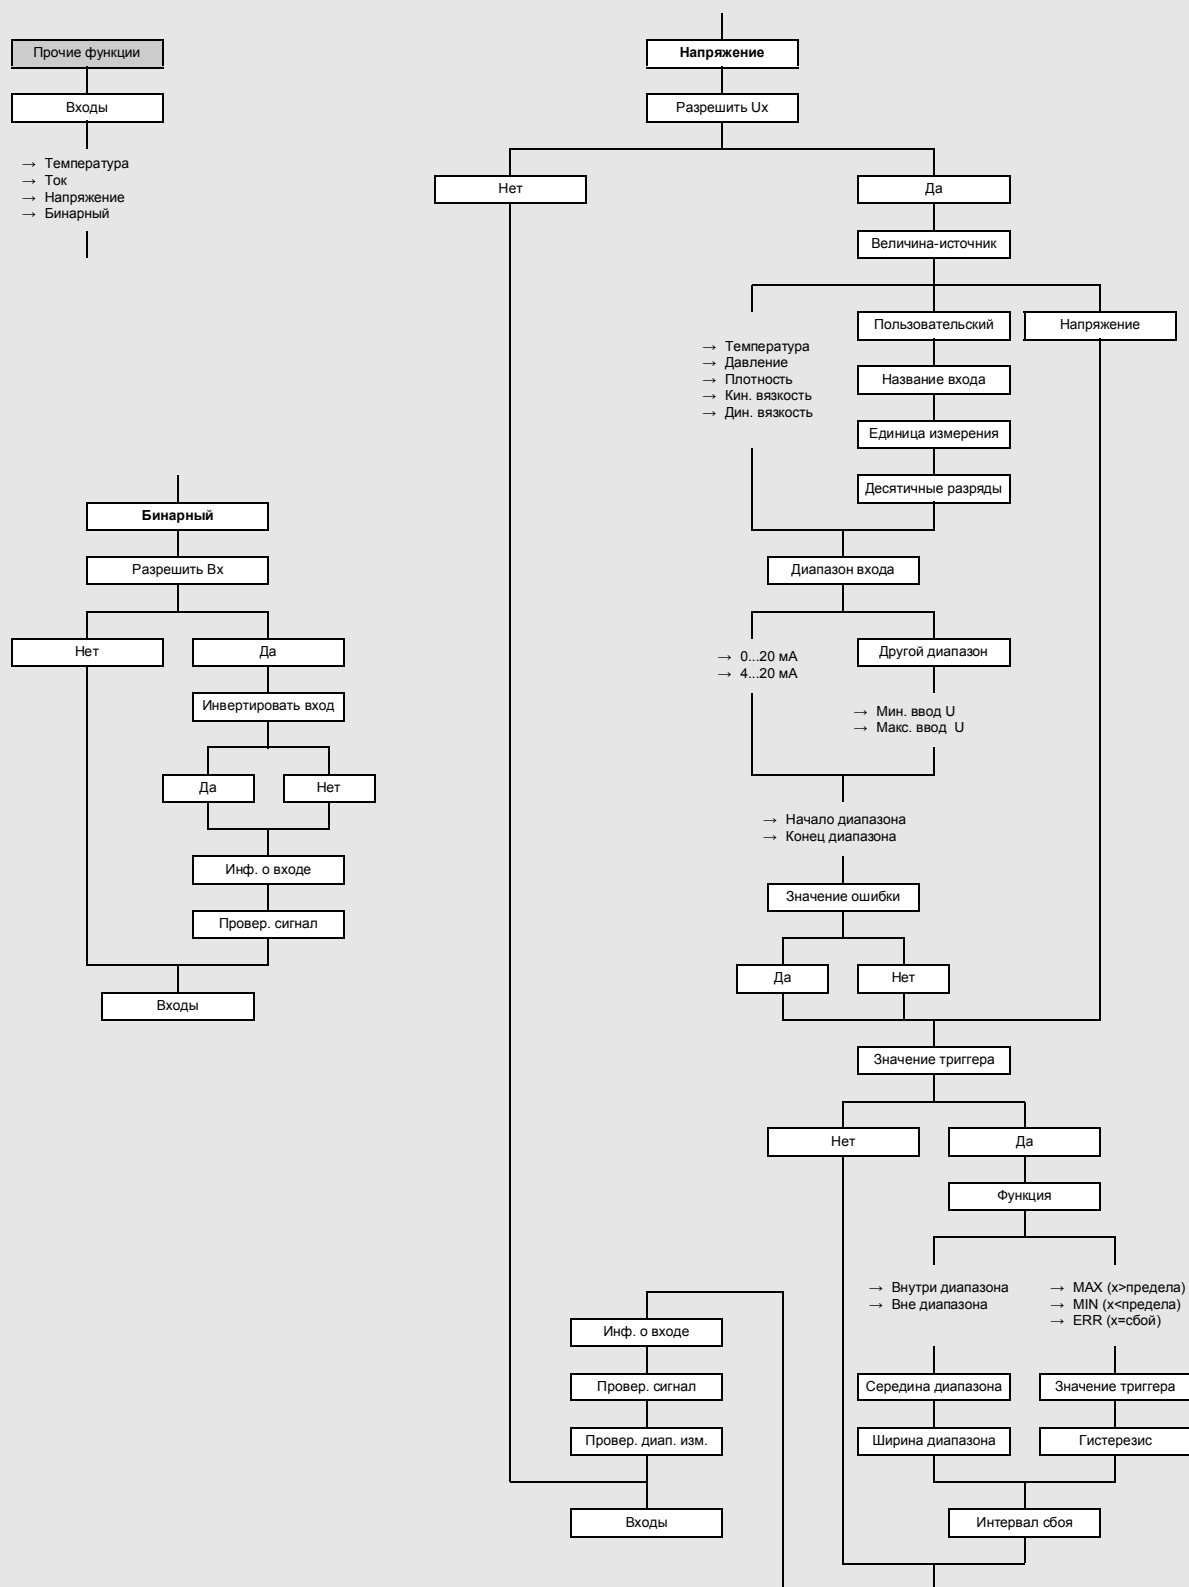 Прочие функции
Входы
→ Температура
→ Ток
→ Напряжение
→ Бинарный
Бинарный
Разрешить Вх
Нет
Да
Инвертировать вход
Да
Нет
Инф. о входе
Провер. сигнал
Входы
Напряжение
Разрешить Uх
Нет
Да
Величина-источник
Пользовательский
Напряжение
→ Температура
→ Давление
→ Плотность
→ Кин. вязкость
→ Дин. вязкость
Название входа
Единица измерения
Десятичные разряды
Диапазон входа
→ 0...20 мА
→ 4...20 мА
Другой диапазон
→ Мин. ввод U
→ Макс. ввод U
→ Начало диапазона
→ Конец диапазона
Значение ошибки
Да
Нет
Значение триггера
Нет
Да
Функция
→ Внутри диапазона
→ Вне диапазона
→ MAX (x>предела)
→ MIN (x<предела)
→ ERR (x=сбой)
Середина диапазона
Значение триггера
Ширина диапазона
Гистерезис
Интервал сбоя
Инф. о входе
Провер. сигнал
Провер. диап. изм.
Входы